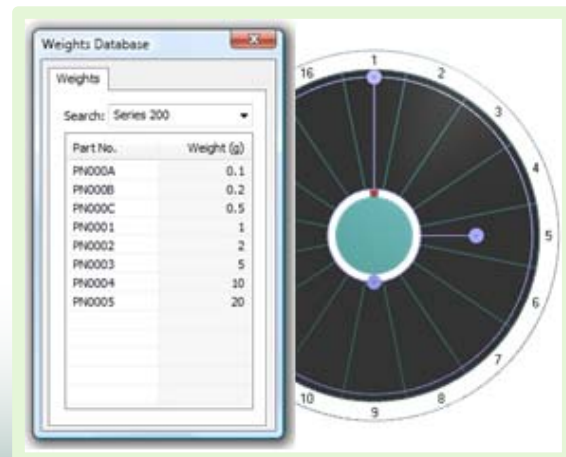 Weights Database
Weights
Search: Series 200
Part No. Weight (g)
PN000A 0.1
PN000B 0.2
PN000C 0.5
PN0001 1
PN0002 2
PN0003 5
PN0004 10
PN0005 20
16 1 2
3
4
5
6
7
8
9
10